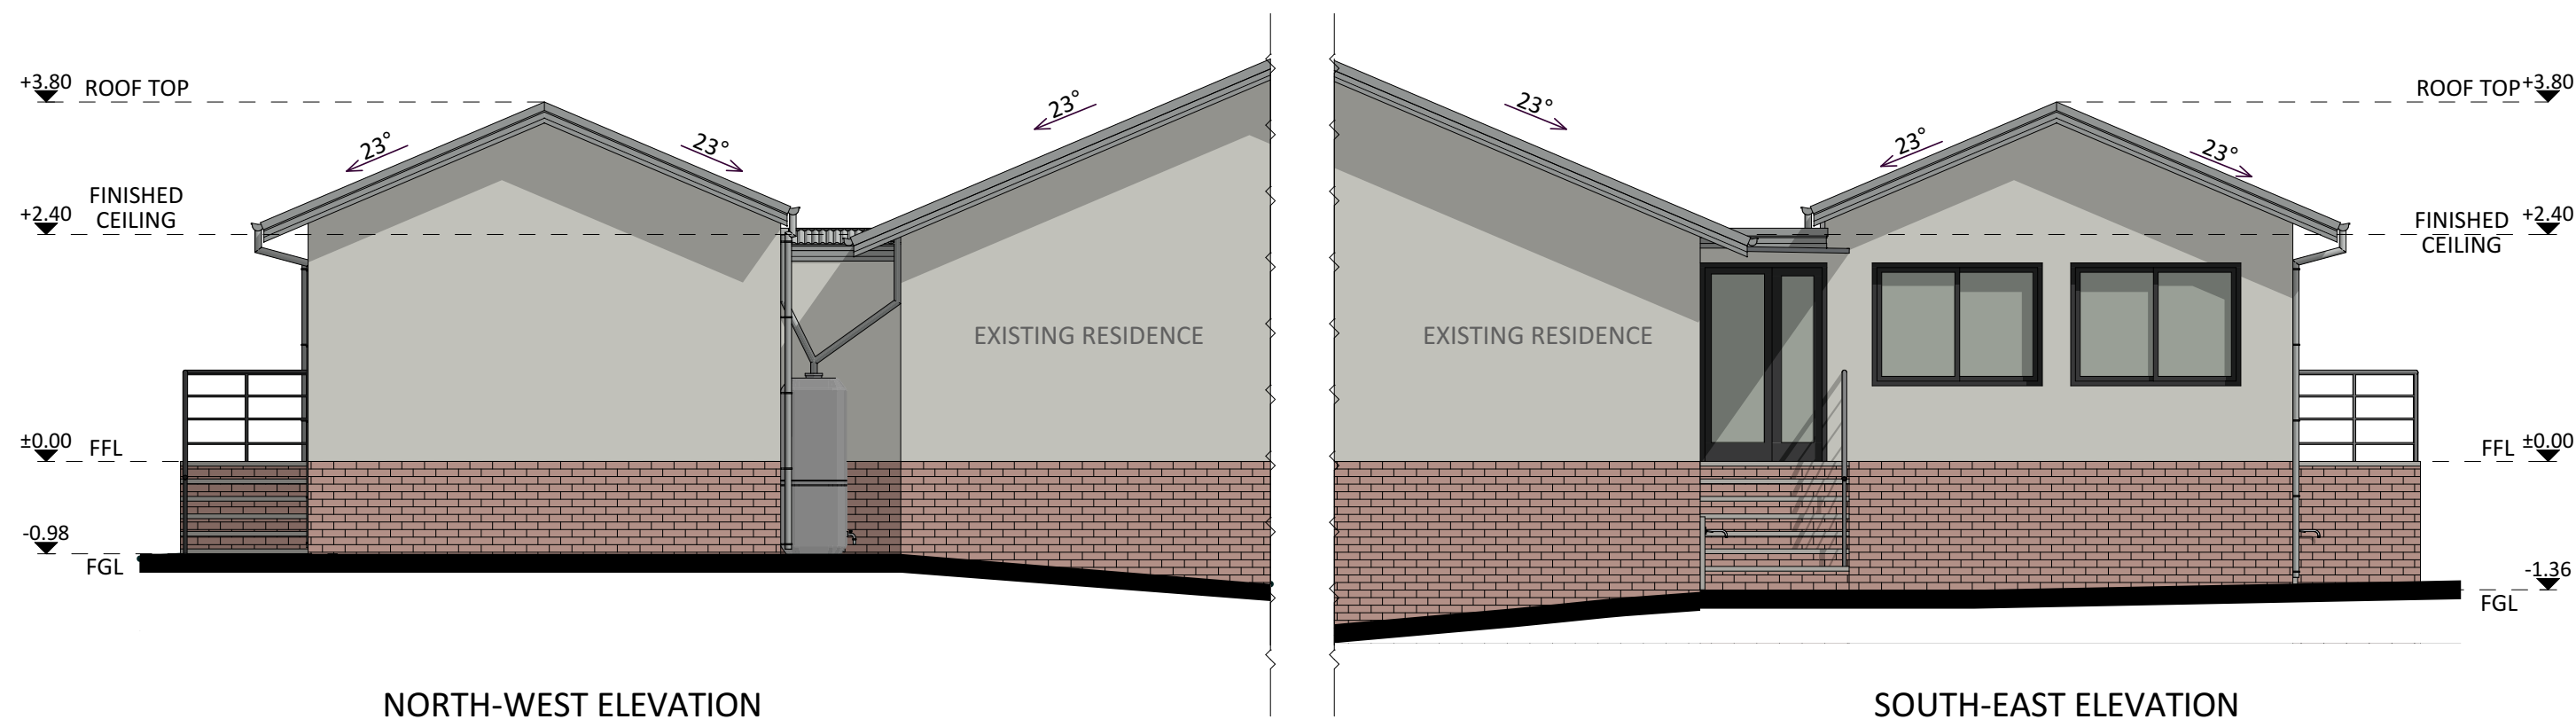 +3.80 ROOF TOP
23°
23°
23°
FINISHED
+2.40 CEILING
EXISTING RESIDENCE
±0.00 FFL
-0.98
FGL
NORTH-WEST ELEVATION
ROOF TOP +3.80
23°
23°
23°
+2.40
FINISHED
CEILING
EXISTING RESIDENCE
FFL ±0.00
-1.36
FGL
SOUTH-EAST ELEVATION